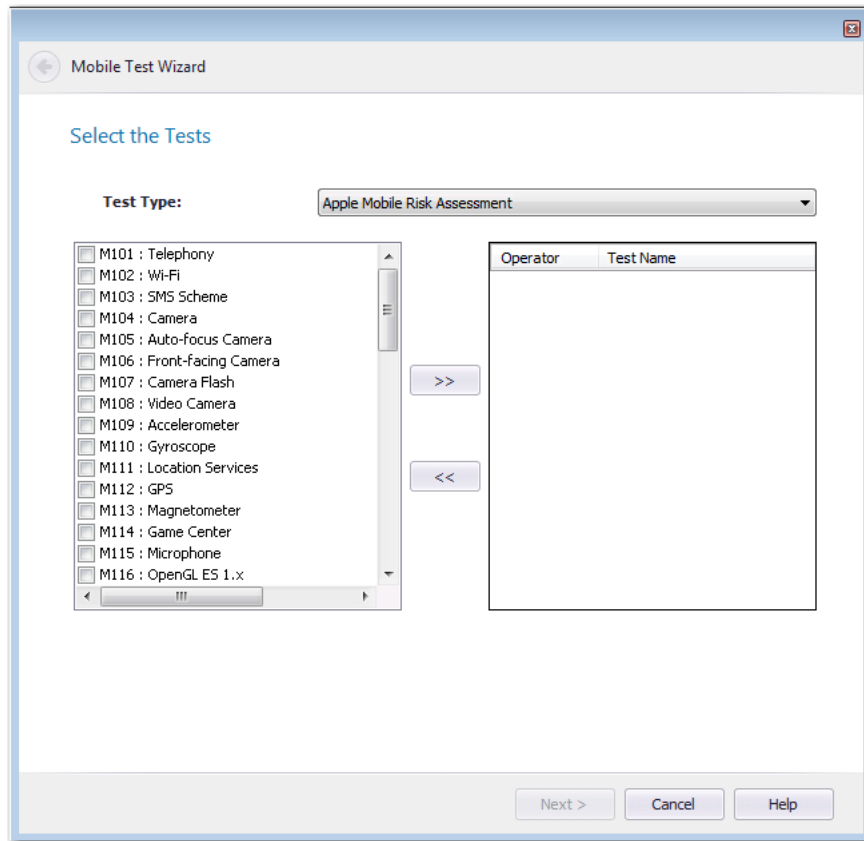 Mobile Test Wizard
Select the Tests
Test Type:
Apple Mobile Risk Assessment
M101 : Telephony
M102 : Wi-Fi
M103 : SMS Scheme
M104 : Camera
M105 : Auto-focus Camera
M106 : Front-facing Camera
M107 : Camera Flash
M108 : Video Camera
M109 : Accelerometer
M110 : Gyroscope
M111 : Location Services
M112 : GPS
M113 : Magnetometer
M114 : Game Center
M115 : Microphone
M116 : OpenGL ES 1.x
>>
<<
Operator Test Name
Next > Cancel Help